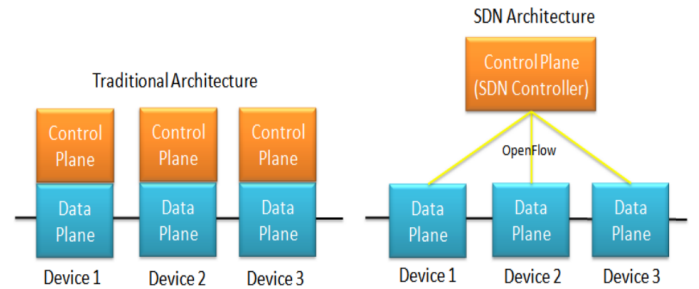 Traditional Architecture
Control
Plane
Control
Plane
Control
Plane
Data
Plane
Data
Plane
Data
Plane
Device 1
Device 2
Device 3
SDN Architecture
Control Plane
(SDN Controller)
OpenFlow
Data
Plane
Data
Plane
Data
Plane
Device 1
Device 2
Device 3